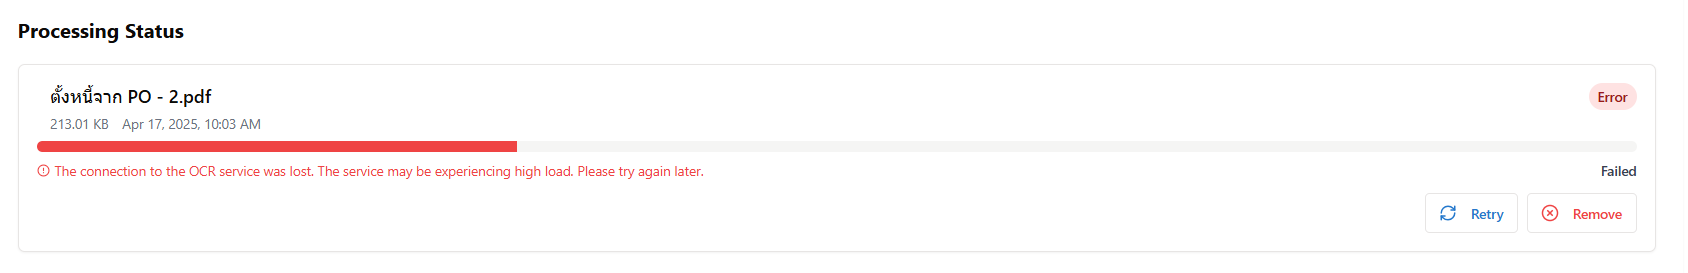 Processing Status
ตั้งหนี้จาก PO - 2.pdf
Error
213.01 KB Apr 17, 2025, 10:03 AM
The connection to the OCR service was lost. The service may be experiencing high load. Please try again later.
Failed
Retry
Remove